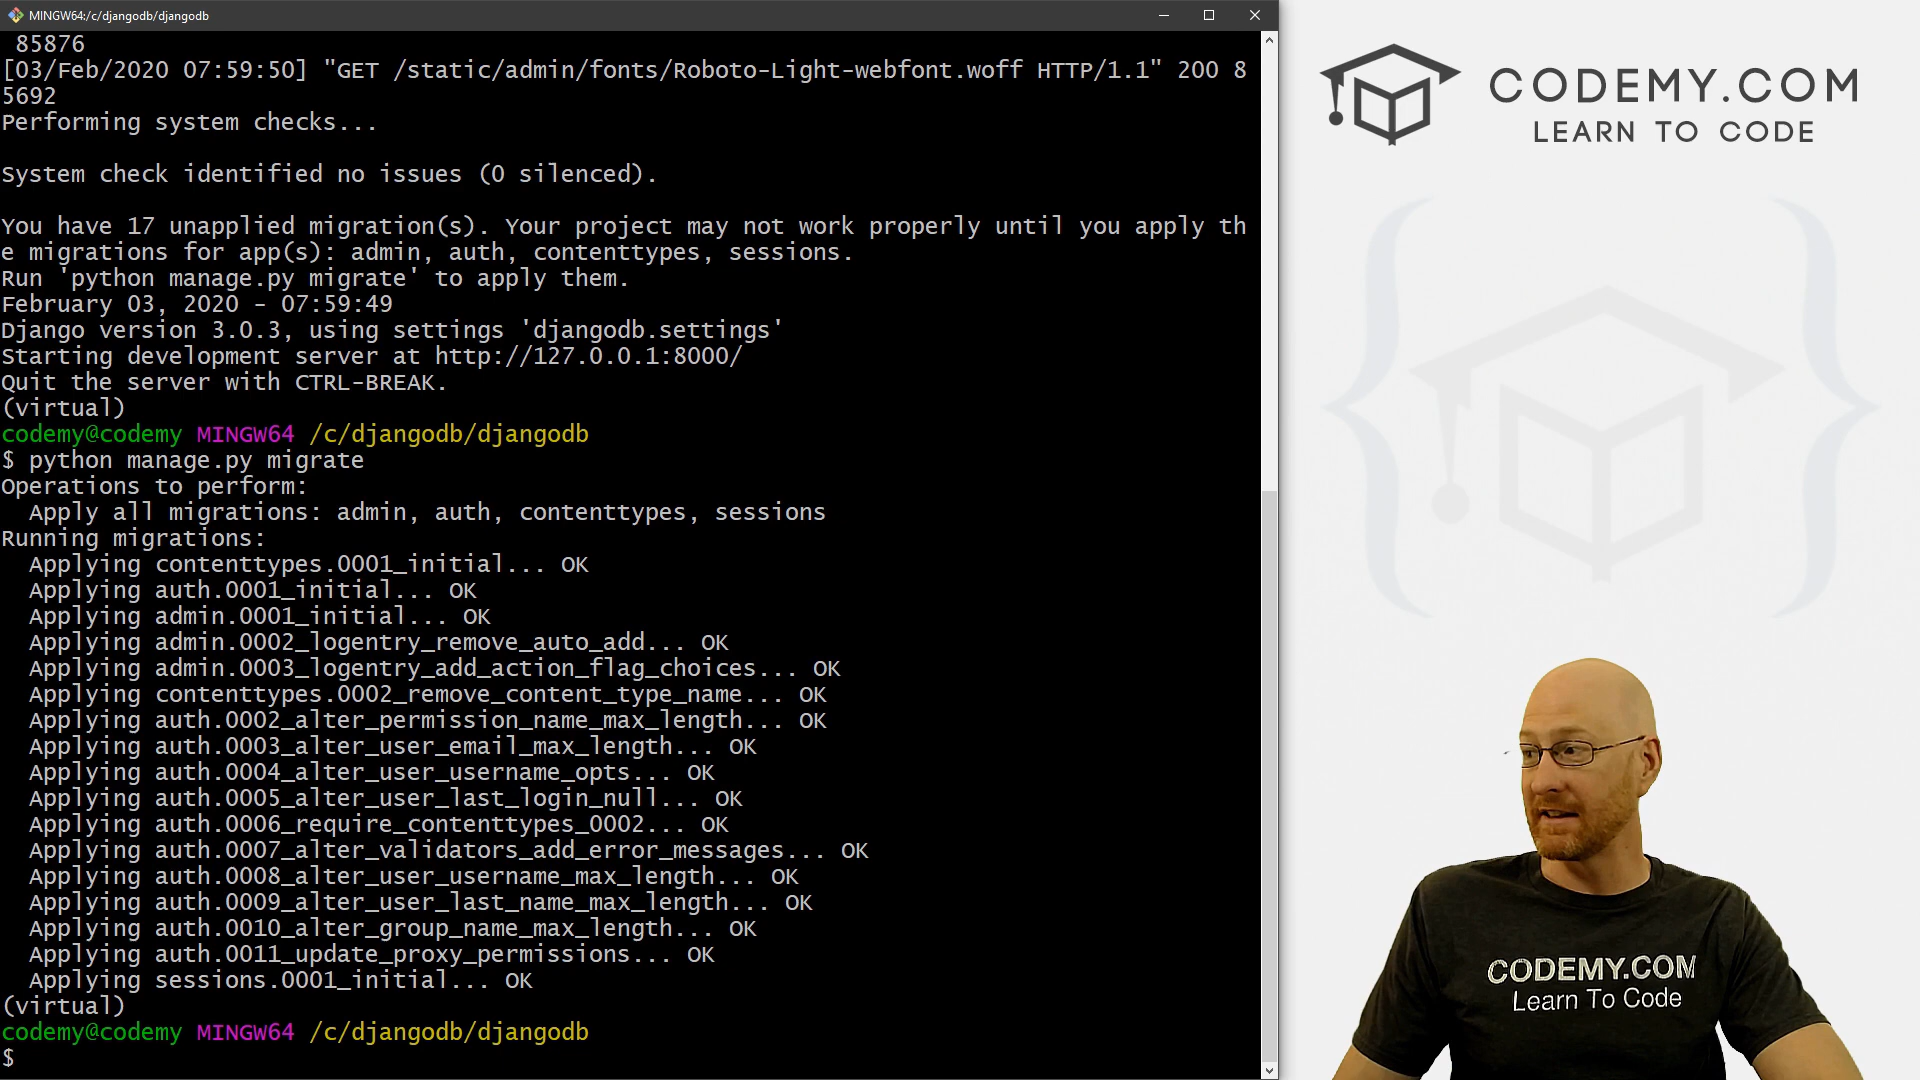 MINGW64:/c/djangodb/djangodb
85876
[03/Feb/2020 07:59:50] "GET /static/admin/fonts/Roboto-Light-webfont.woff HTTP/1.1" 200 8
5692
Performing system checks...
System check identified no issues (0 silenced).
You have 17 unapplied migration(s). Your project may not work properly until you apply th
e migrations for app(s): admin, auth, contenttypes, sessions.
Run 'python manage.py migrate' to apply them.
February 03, 2020 - 07:59:49
Django version 3.0.3, using settings 'djangodb.settings'
Starting development server at http://127.0.0.1:8000/
Quit the server with CTRL-BREAK.
(virtual)
codemy@codemy MINGW64 /c/djangodb/djangodb
$ python manage.py migrate
Operations to perform:
  Apply all migrations: admin, auth, contenttypes, sessions
Running migrations:
  Applying contenttypes.0001_initial... OK
  Applying auth.0001_initial... OK
  Applying admin.0001_initial... OK
  Applying admin.0002_logentry_remove_auto_add... OK
  Applying admin.0003_logentry_add_action_flag_choices... OK
  Applying contenttypes.0002_remove_content_type_name... OK
  Applying auth.0002_alter_permission_name_max_length... OK
  Applying auth.0003_alter_user_email_max_length... OK
  Applying auth.0004_alter_user_username_opts... OK
  Applying auth.0005_alter_user_last_login_null... OK
  Applying auth.0006_require_contenttypes_0002... OK
  Applying auth.0007_alter_validators_add_error_messages... OK
  Applying auth.0008_alter_user_username_max_length... OK
  Applying auth.0009_alter_user_last_name_max_length... OK
  Applying auth.0010_alter_group_name_max_length... OK
  Applying auth.0011_update_proxy_permissions... OK
  Applying sessions.0001_initial... OK
(virtual)
codemy@codemy MINGW64 /c/djangodb/djangodb
$
CODEMY.COM
LEARN TO CODE
CODEMY.COM
Learn To Code